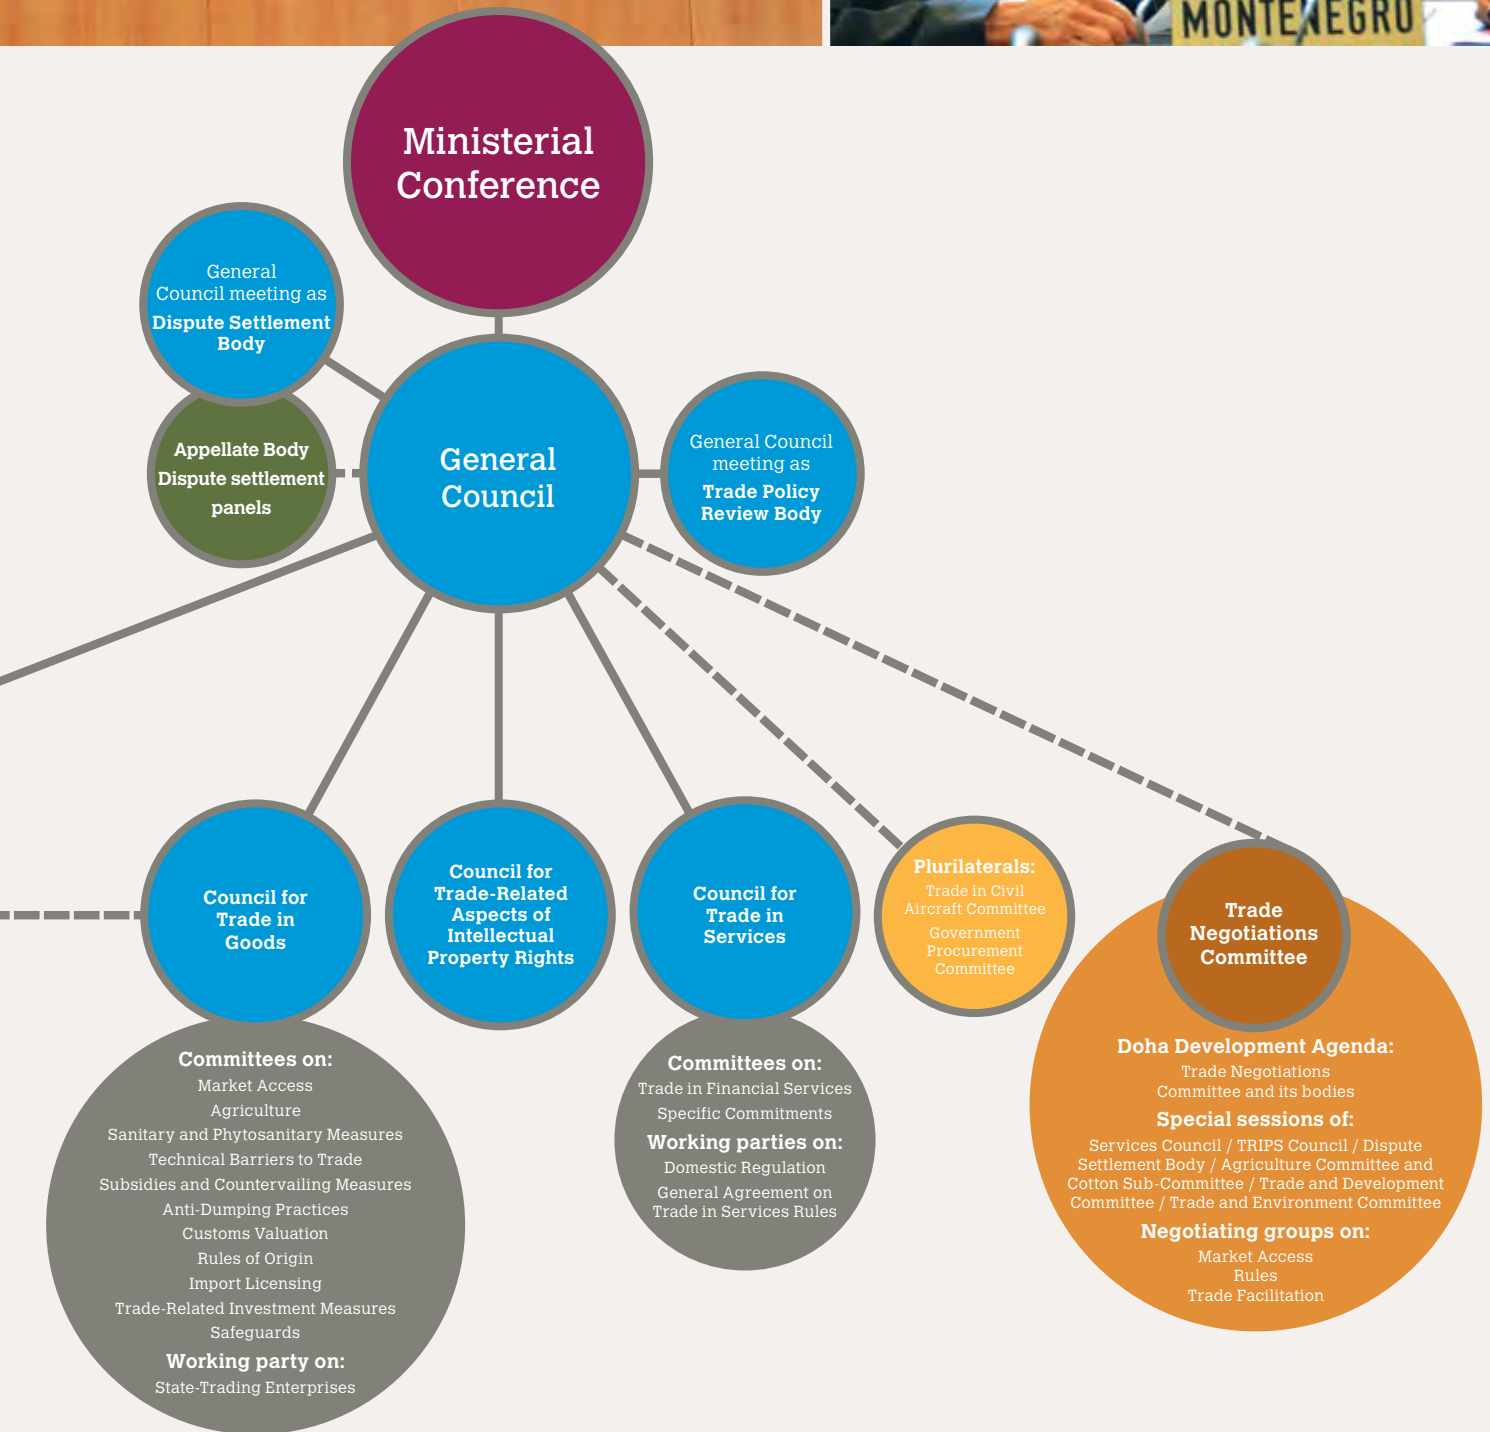 MONTENEGRO
Ministerial
Conference
General
Council meeting as
Dispute Settlement
Body
Appellate Body
Dispute settlement
panels
General
Council
General Council
meeting as
Trade Policy
Review Body
Council for
Trade in
Goods
Council for
Trade-Related
Aspects of
Intellectual
Property Rights
Council for
Trade in
Services
Plurilaterals:
Trade in Civil
Aircraft Committee
Government
Procurement
Committee
Trade
Negotiations
Committee
Committees on:
Market Access
Agriculture
Sanitary and Phytosanitary Measures
Technical Barriers to Trade
Subsidies and Countervailing Measures
Anti-Dumping Practices
Customs Valuation
Rules of Origin
Import Licensing
Trade-Related Investment Measures
Safeguards
Working party on:
State-Trading Enterprises
Committees on:
Trade in Financial Services
Specific Commitments
Working parties on:
Domestic Regulation
General Agreement on
Trade in Services Rules
Doha Development Agenda:
Trade Negotiations
Committee and its bodies
Special sessions of:
Services Council / TRIPS Council / Dispute
Settlement Body / Agriculture Committee and
Cotton Sub-Committee / Trade and Development
Committee / Trade and Environment Committee
Negotiating groups on:
Market Access
Rules
Trade Facilitation